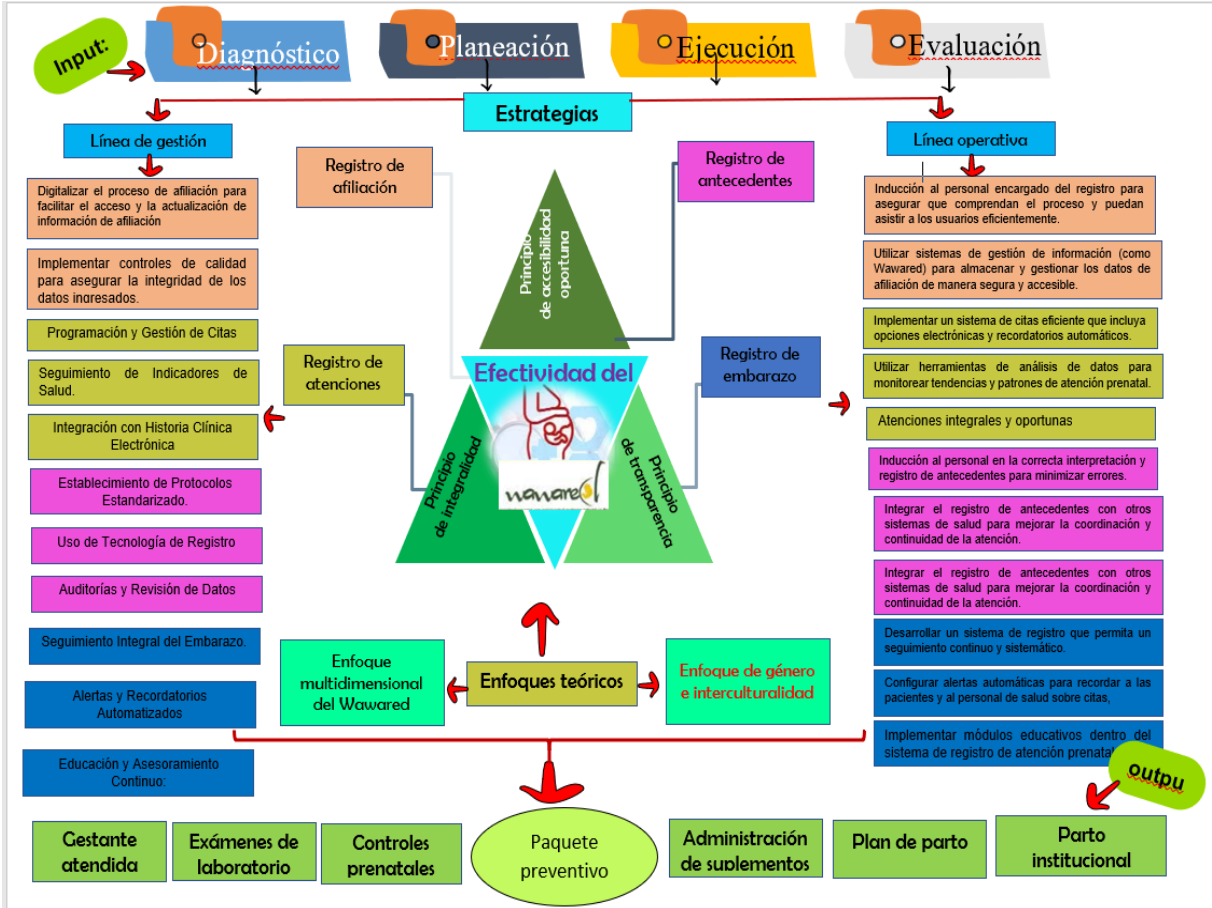 Input:
Diagnóstico
Planeación
Ejecución
Evaluación
Estrategias
Línea de gestión
Línea operativa
Registro de
afiliación
Registro de
antecedentes
Digitalizar el proceso de afiliación para
facilitar el acceso y la actualización de
información de afiliación
Implementar controles de calidad
para asegurar la integridad de los
datos ingresados.
Programación y Gestión de Citas
Seguimiento de Indicadores de
Salud.
Integración con Historia Clínica
Electrónica
Establecimiento de Protocolos
Estandarizado.
Uso de Tecnología de Registro
Auditorías y Revisión de Datos
Seguimiento Integral del Embarazo.
Alertas y Recordatorios
Automatizados
Educación y Asesoramiento
Continuo:
Registro de
atenciones
Principio
de accesibilidad
oportuna
Efectividad del
wawared
Principio
de integralidad
Principio
de transparencia
Registro de
embarazo
Enfoque
multidimensional
del Wawared
Enfoques teóricos
Enfoque de género
e interculturalidad
Inducción al personal encargado del registro para
asegurar que comprendan el proceso y puedan
asistir a los usuarios eficientemente.
Utilizar sistemas de gestión de información (como
Wawared) para almacenar y gestionar los datos de
afiliación de manera segura y accesible.
Implementar un sistema de citas eficiente que incluya
opciones electrónicas y recordatorios automáticos.
Utilizar herramientas de análisis de datos para
monitorear tendencias y patrones de atención prenatal.
Atenciones integrales y oportunas
Inducción al personal en la correcta interpretación y
registro de antecedentes para minimizar errores.
Integrar el registro de antecedentes con otros
sistemas de salud para mejorar la coordinación y
continuidad de la atención.
Integrar el registro de antecedentes con otros
sistemas de salud para mejorar la coordinación y
continuidad de la atención.
Desarrollar un sistema de registro que permita un
seguimiento continuo y sistemático.
Configurar alertas automáticas para recordar a las
pacientes y al personal de salud sobre citas,
Implementar módulos educativos dentro del
sistema de registro de atención prenatal
outpu
Gestante
atendida
Exámenes de
laboratorio
Controles
prenatales
Paquete
preventivo
Administración
de suplementos
Plan de parto
Parto
institucional